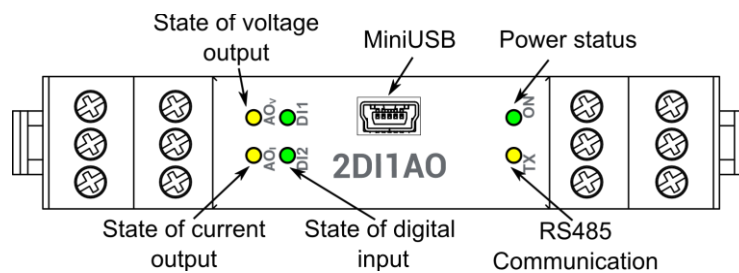 State of voltage
output
MiniUSB
Power status
AOv
DI1
ON
AOI
DI2
2DI1AO
TX
State of current
output
State of digital
input
RS485
Communication